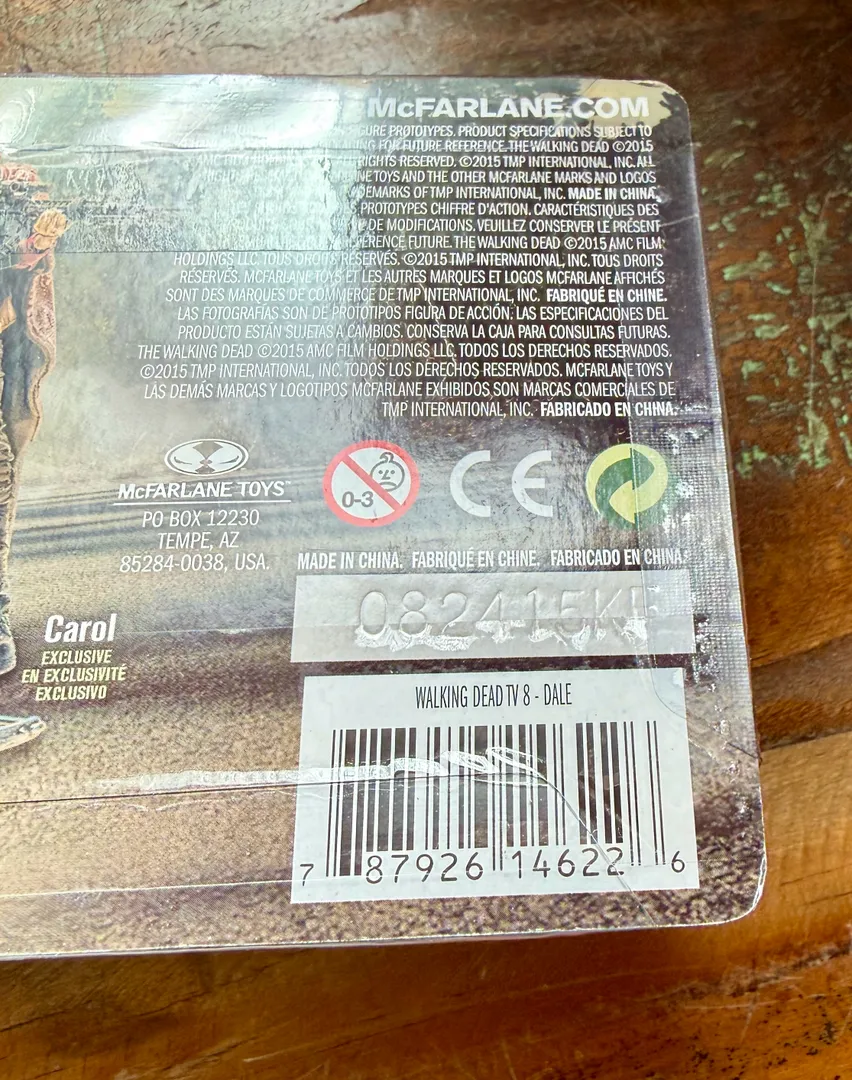 McFARLANE.COM
GURE PROTOTYPES. PRODUCT SPECIFICATIONS SUBJECT TO
NG FOR FUTURE REFERENCE. THE WALKING DEAD ©2015
AMC FILM HOLDINGS RIGHTS RESERVED. ©2015 TMP INTERNATIONAL, INC. ALL
NE TOYS AND THE OTHER MCFARLANE MARKS AND LOGOS
DEMARKS OF TMP INTERNATIONAL, INC. MADE IN CHINA.
PROTOTYPES CHIFFRE D'ACTION. CARACTÉRISTIQUES DES
DE MODIFICATIONS. VEUILLEZ CONSERVER LE PRÉSENT
ÉRENCE FUTURE. THE WALKING DEAD ©2015 AMC FILM
HOLDINGS LLC. TOUS DROITS RÉSERVÉS. ©2015 TMP INTERNATIONAL, INC. TOUS DROITS
RÉSERVÉS. MCFARLANE TOYS ET LES AUTRES MARQUES ET LOGOS MCFARLANE AFFICHÉS
SONT DES MARQUES DE COMMERCE DE TMP INTERNATIONAL, INC. FABRIQUÉ EN CHINE.
LAS FOTOGRAFÍAS SON DE PROTOTIPOS FIGURA DE ACCIÓN. LAS ESPECIFICACIONES DEL
PRODUCTO ESTÁN SUJETAS A CAMBIOS. CONSERVA LA CAJA PARA CONSULTAS FUTURAS.
THE WALKING DEAD ©2015 AMC FILM HOLDINGS LLC. TODOS LOS DERECHOS RESERVADOS.
©2015 TMP INTERNATIONAL, INC. TODOS LOS DERECHOS RESERVADOS. MCFARLANE TOYS Y
LAS DEMÁS MARCAS Y LOGOTIPOS MCFARLANE EXHIBIDOS SON MARCAS COMERCIALES DE
TMP INTERNATIONAL, INC. FABRICADO EN CHINA.
McFARLANE TOYS™
PO BOX 12230
TEMPE, AZ
85284-0038, USA.
0-3
CE
MADE IN CHINA. FABRIQUÉ EN CHINE. FABRICADO EN CHINA.
082415K
Carol
EXCLUSIVE
EN EXCLUSIVITÉ
EXCLUSIVO
WALKING DEAD TV 8 - DALE
7 87926 14622 6